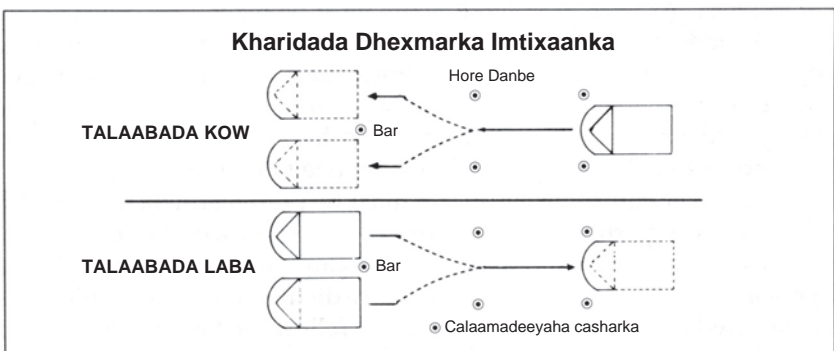 Kharidada Dhexmarka Imtixaanka
Hore Danbe
TALAABADA KOW
Bar
TALAABADA LABA
Bar
Calaamadeeyaha casharka